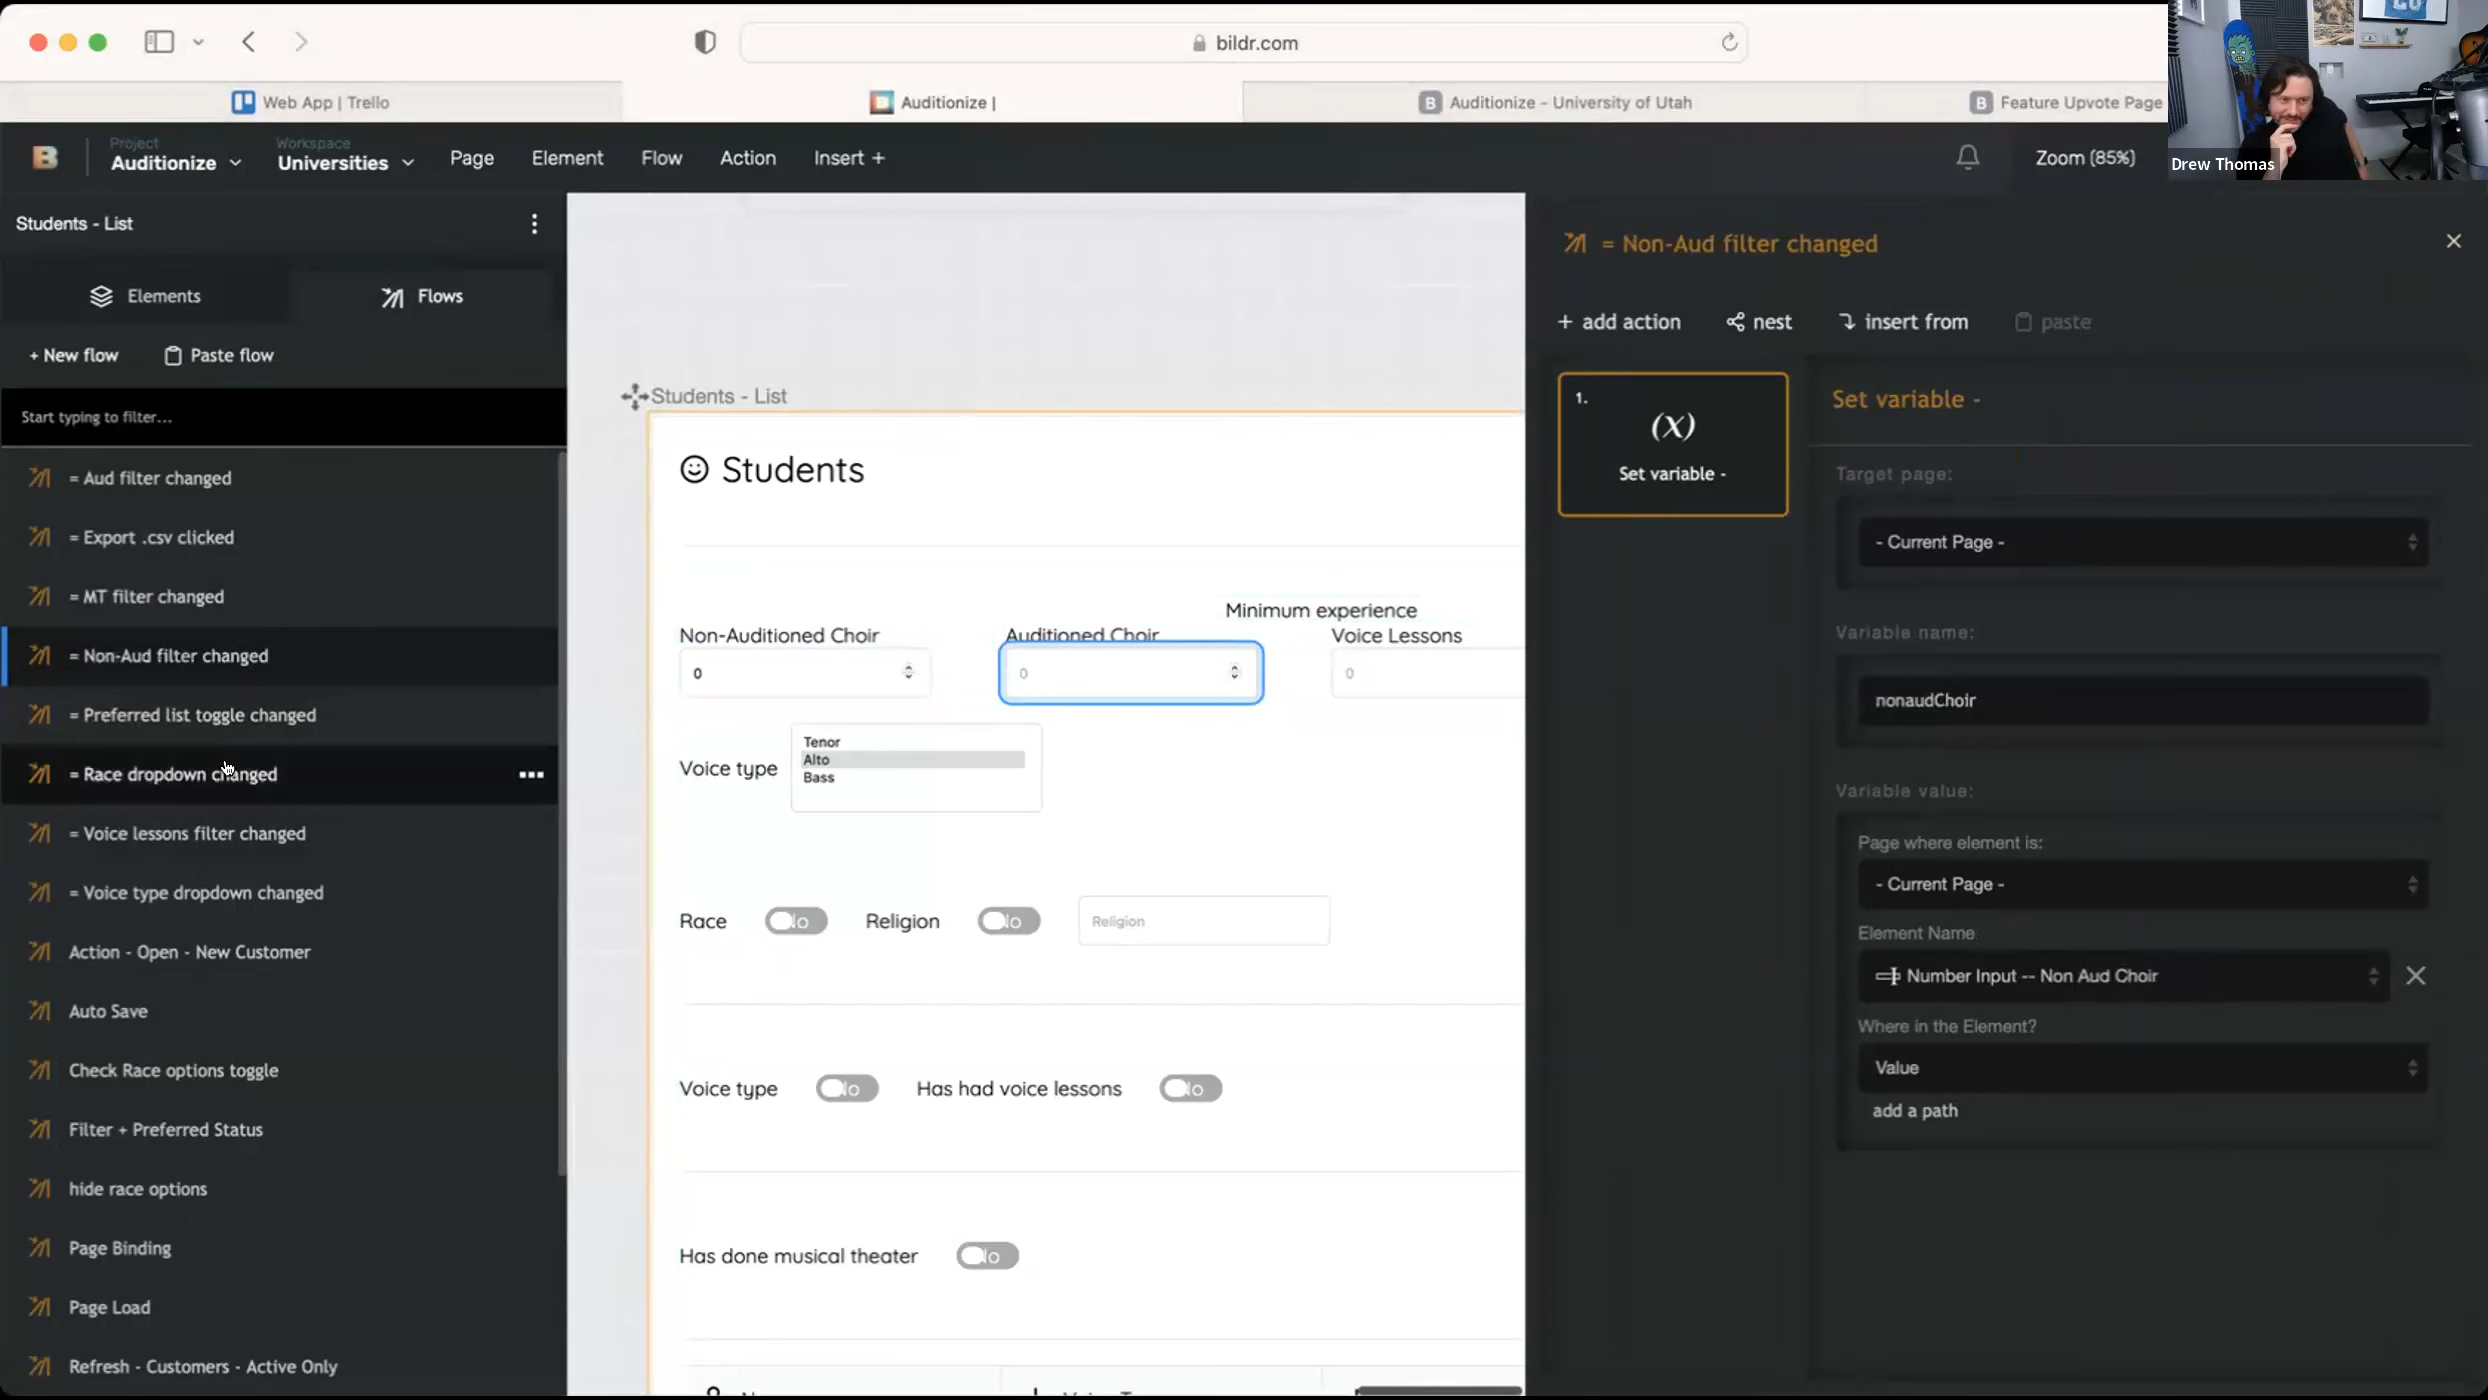 bildr.com
Web App | Trello
Auditionize |
B Auditionize - University of Utah
B Feature Upvote Page
Drew Thomas
B
Project
Auditionize
Workspace
Universities
Page
Element
Flow
Action
Insert +
Zoom (85%)
Students - List
Elements
Flows
+ New flow
Paste flow
Start typing to filter...
= Aud filter changed
= Export .csv clicked
= MT filter changed
= Non-Aud filter changed
= Preferred list toggle changed
= Race dropdown changed
= Voice lessons filter changed
= Voice type dropdown changed
Action - Open - New Customer
Auto Save
Check Race options toggle
Filter + Preferred Status
hide race options
Page Binding
Page Load
Refresh - Customers - Active Only
Students - List
Students
Minimum experience
Non-Auditioned Choir
Auditioned Choir
Voice Lessons
0
0
0
Voice type
Tenor
Alto
Bass
Race
Religion
Religion
Voice type
Has had voice lessons
Has done musical theater
= Non-Aud filter changed
+ add action
nest
insert from
paste
1.
(x)
Set variable -
Set variable -
Target page:
- Current Page -
Variable name:
nonaudChoir
Variable value:
Page where element is:
- Current Page -
Element Name
Number Input -- Non Aud Choir
Where in the Element?
Value
add a path